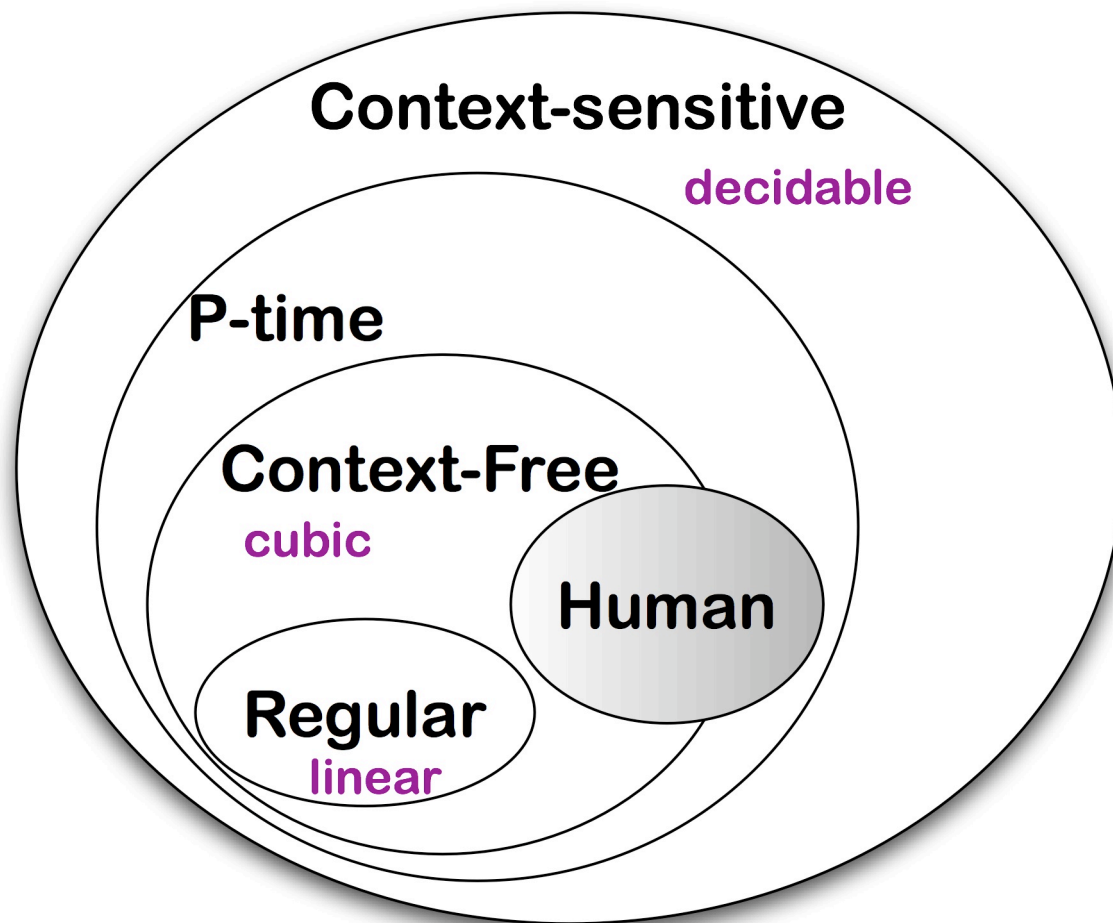 Context-sensitive
decidable
P-time
Context-Free
cubic
Human
Regular
linear